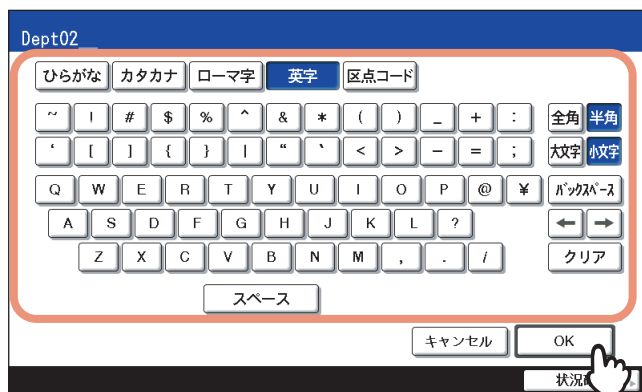 Dept02_
ひらがな カタカナ ローマ字 英字 区点コード
~ ! # $ % ^ & * ( ) _ + : 全角 半角
' [ ] { } | " ` < > - = ; 大文字 小文字
Q W E R T Y U I O P @ ¥ バックスペース
A S D F G H J K L ? ← →
Z X C V B N M , . / クリア
スペース
キャンセル OK
状況